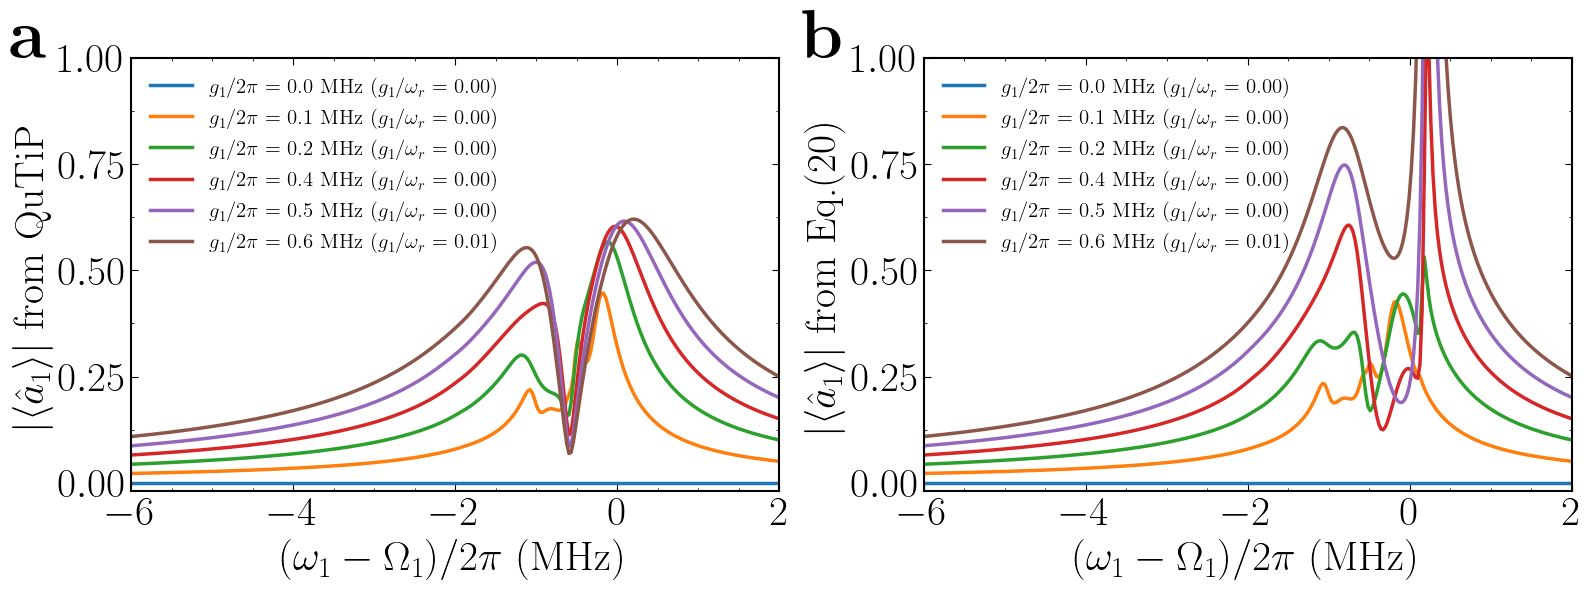 a
1.00
0.75
0.50
0.25
0.00
|⟨â₁⟩| from QuTiP
g₁/2π = 0.0 MHz (g₁/ωᵣ = 0.00)
g₁/2π = 0.1 MHz (g₁/ωᵣ = 0.00)
g₁/2π = 0.2 MHz (g₁/ωᵣ = 0.00)
g₁/2π = 0.4 MHz (g₁/ωᵣ = 0.00)
g₁/2π = 0.5 MHz (g₁/ωᵣ = 0.00)
g₁/2π = 0.6 MHz (g₁/ωᵣ = 0.01)
−6 −4 −2 0 2
(ω₁ − Ω₁)/2π (MHz)
b
1.00
0.75
0.50
0.25
0.00
|⟨â₁⟩| from Eq.(20)
g₁/2π = 0.0 MHz (g₁/ωᵣ = 0.00)
g₁/2π = 0.1 MHz (g₁/ωᵣ = 0.00)
g₁/2π = 0.2 MHz (g₁/ωᵣ = 0.00)
g₁/2π = 0.4 MHz (g₁/ωᵣ = 0.00)
g₁/2π = 0.5 MHz (g₁/ωᵣ = 0.00)
g₁/2π = 0.6 MHz (g₁/ωᵣ = 0.01)
−6 −4 −2 0 2
(ω₁ − Ω₁)/2π (MHz)